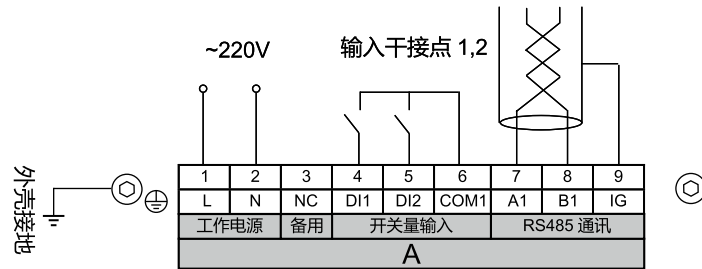 ~220V
输入干接点 1,2
外壳接地
1 2 3 4 5 6 7 8 9
L N NC DI1 DI2 COM1 A1 B1 IG
工作电源 备用 开关量输入 RS485 通讯
A